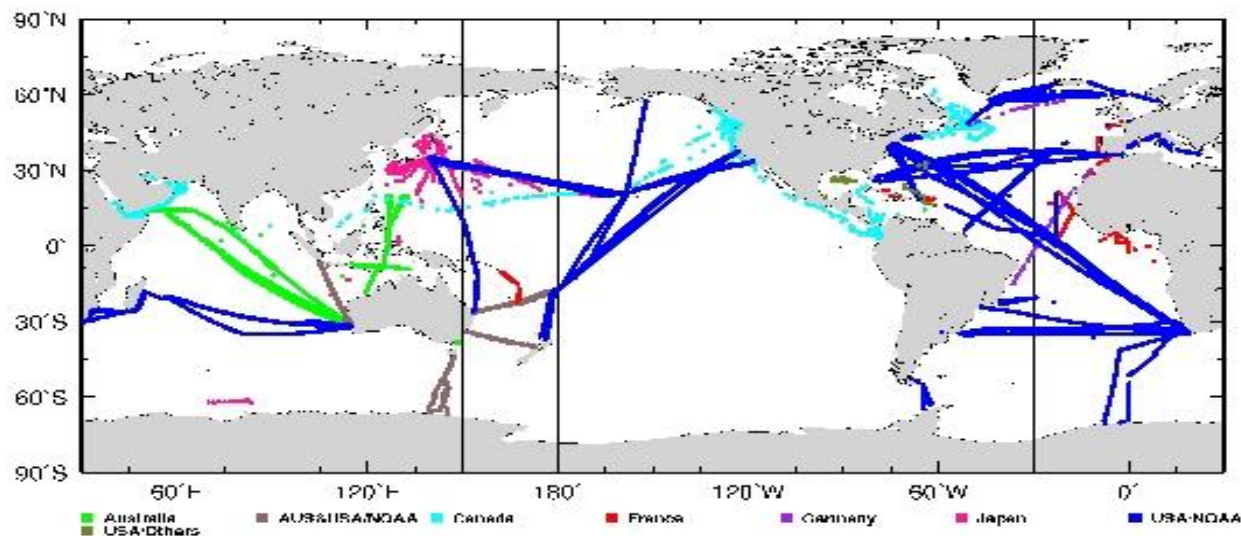 90°N
60°N
30°N
0°
30°S
60°S
90°S
60°E 120°E 180° 120°W 60°W 0°
Australia AUS&USA/NOAA Canada France Germany Japan USA-NOAA
USA-Others